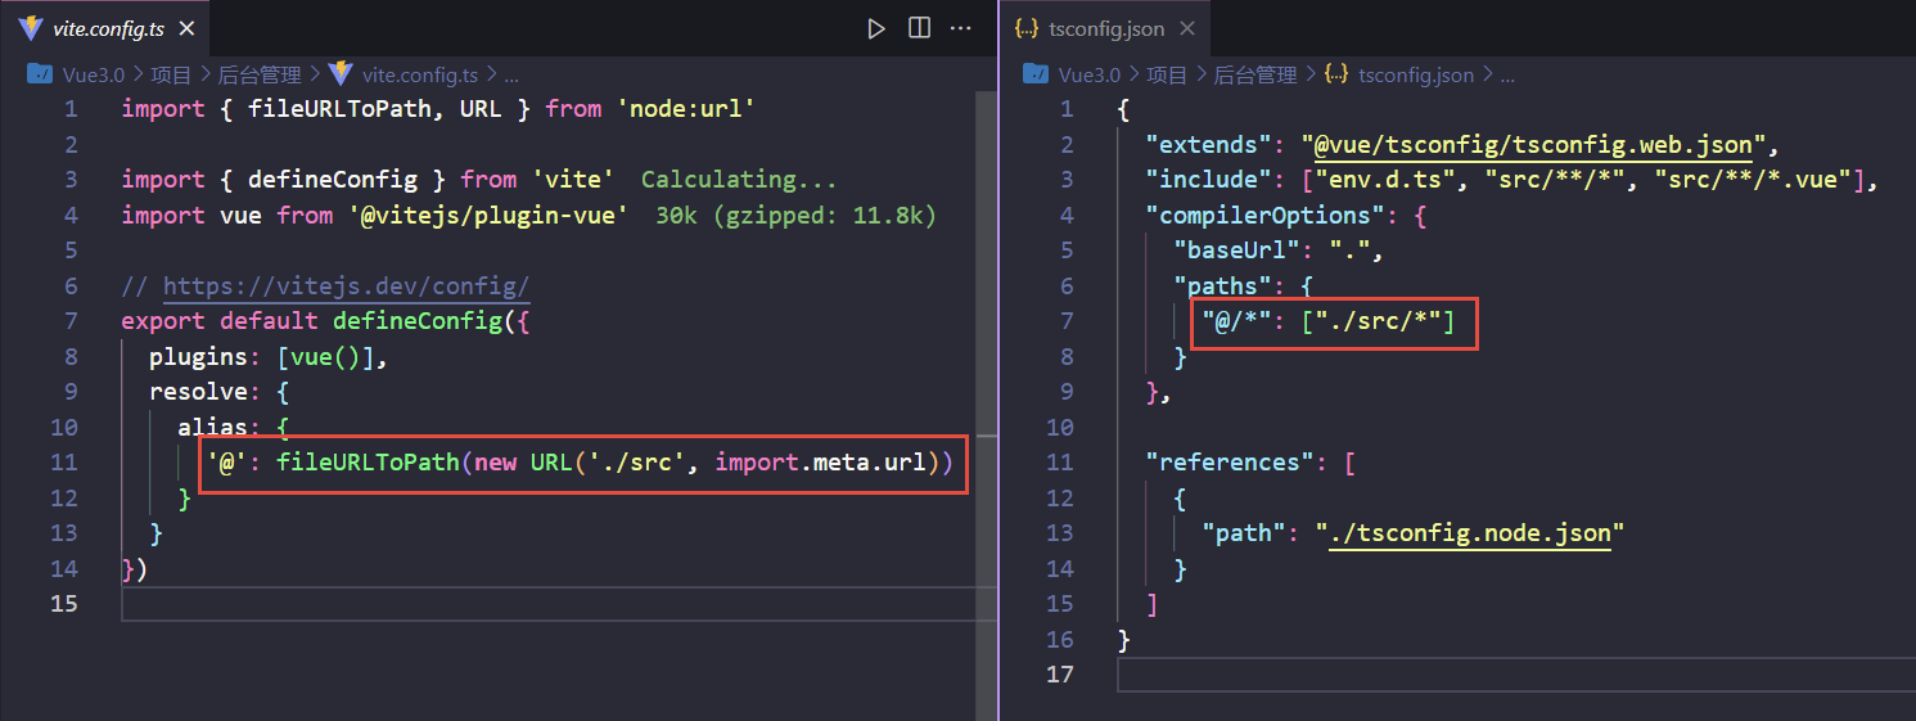 vite.config.ts
Vue3.0 > 项目 > 后台管理 > vite.config.ts > ...
1 import { fileURLToPath, URL } from 'node:url'
2
3 import { defineConfig } from 'vite' Calculating...
4 import vue from '@vitejs/plugin-vue' 30k (gzipped: 11.8k)
5
6 // https://vitejs.dev/config/
7 export default defineConfig({
8 plugins: [vue()],
9 resolve: {
10 alias: {
11 '@': fileURLToPath(new URL('./src', import.meta.url))
12 }
13 }
14 })
15
{..} tsconfig.json
Vue3.0 > 项目 > 后台管理 > {..} tsconfig.json > ...
1 {
2 "extends": "@vue/tsconfig/tsconfig.web.json",
3 "include": ["env.d.ts", "src/**/*", "src/**/*.vue"],
4 "compilerOptions": {
5 "baseUrl": ".",
6 "paths": {
7 "@/*": ["./src/*"]
8 }
9 },
10
11 "references": [
12 {
13 "path": "./tsconfig.node.json"
14 }
15 ]
16 }
17